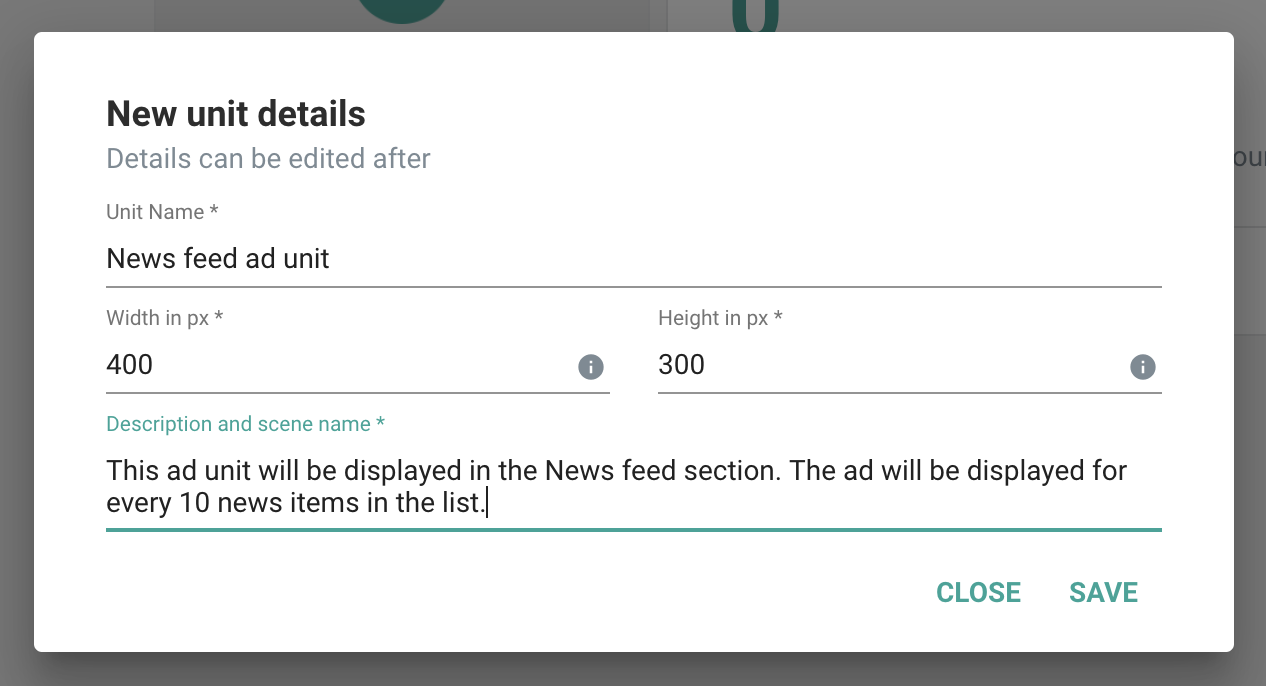 New unit details
Details can be edited after
Unit Name *
News feed ad unit
Width in px *
Height in px *
400
300
Description and scene name *
This ad unit will be displayed in the News feed section. The ad will be displayed for
every 10 news items in the list.
CLOSE
SAVE